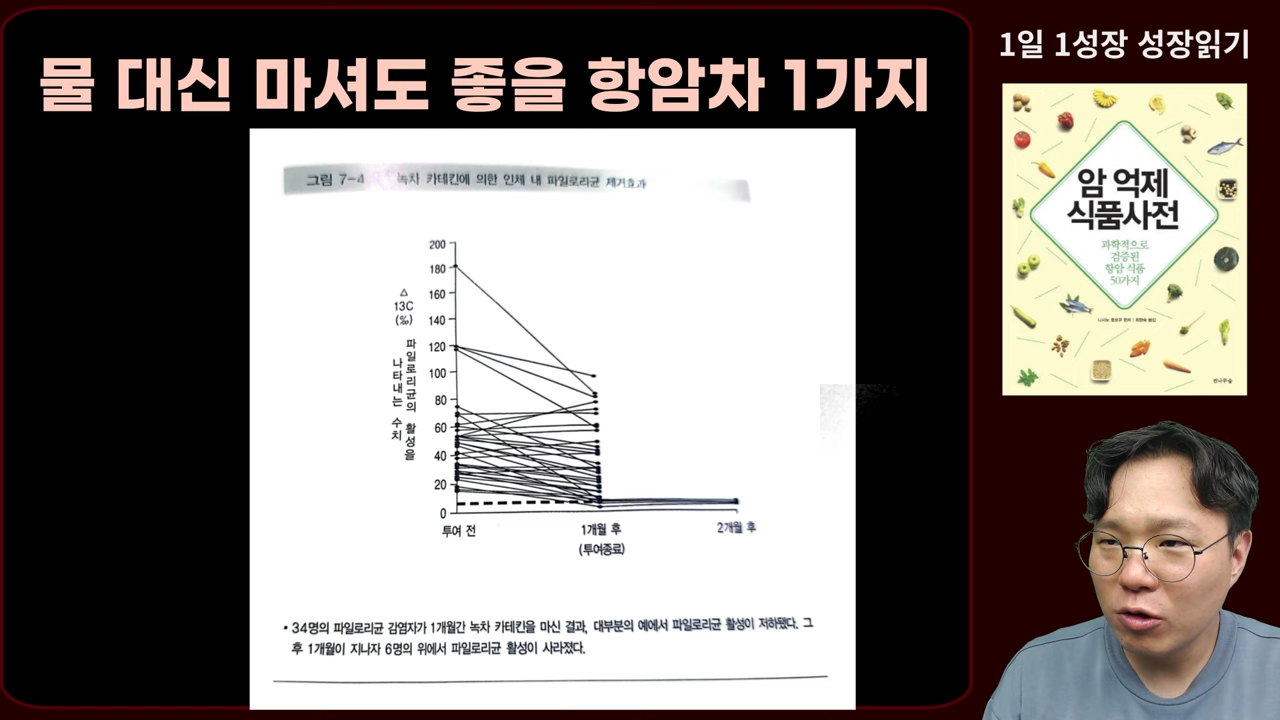 물 대신 마셔도 좋을 항암차 1가지
1일 1성장 성장읽기
그림 7-4
녹차 카테킨에 의한 인체 내 파일로리균 제거효과
△
13C
(‰)
파일로리균의 활성을
나타내는 수치
200
180
160
140
120
100
80
60
40
20
0
투여 전
1개월 후
(투여종료)
2개월 후
• 34명의 파일로리균 감염자가 1개월간 녹차 카테킨을 마신 결과, 대부분의 예에서 파일로리균 활성이 저하됐다. 그
후 1개월이 지나자 6명의 위에서 파일로리균 활성이 사라졌다.
암 억제
식품사전
과학적으로
검증된
항암 식품
50가지
전나무숲